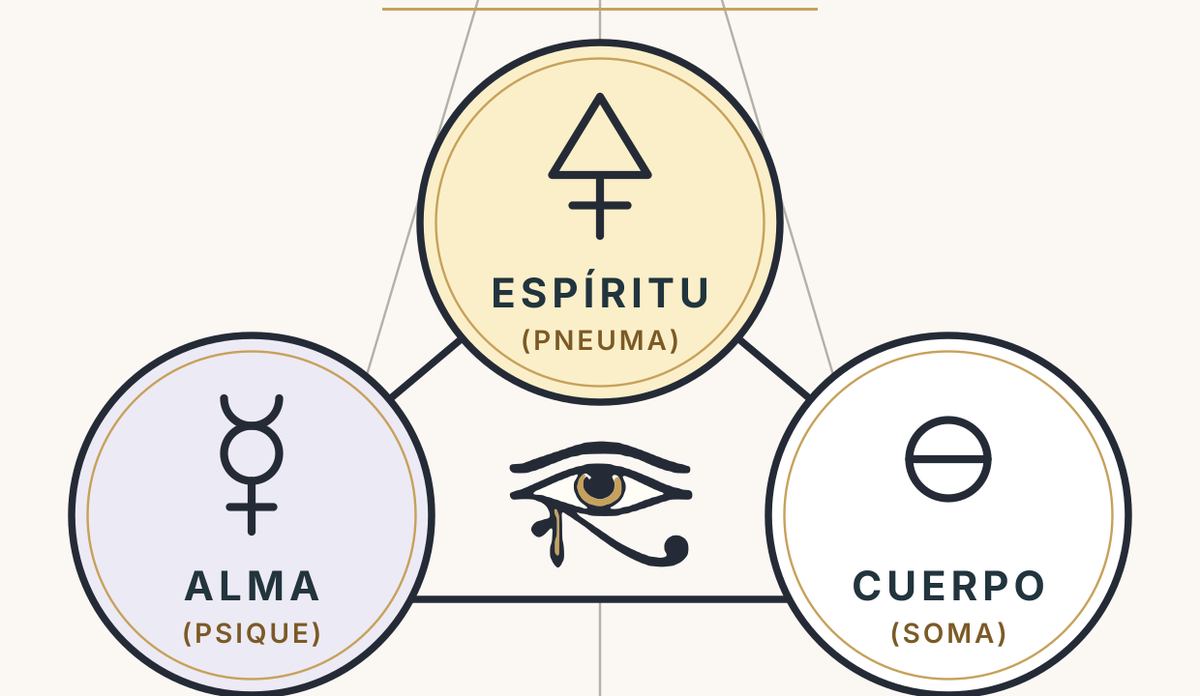 ESPÍRITU
(PNEUMA)
ALMA
(PSIQUE)
CUERPO
(SOMA)